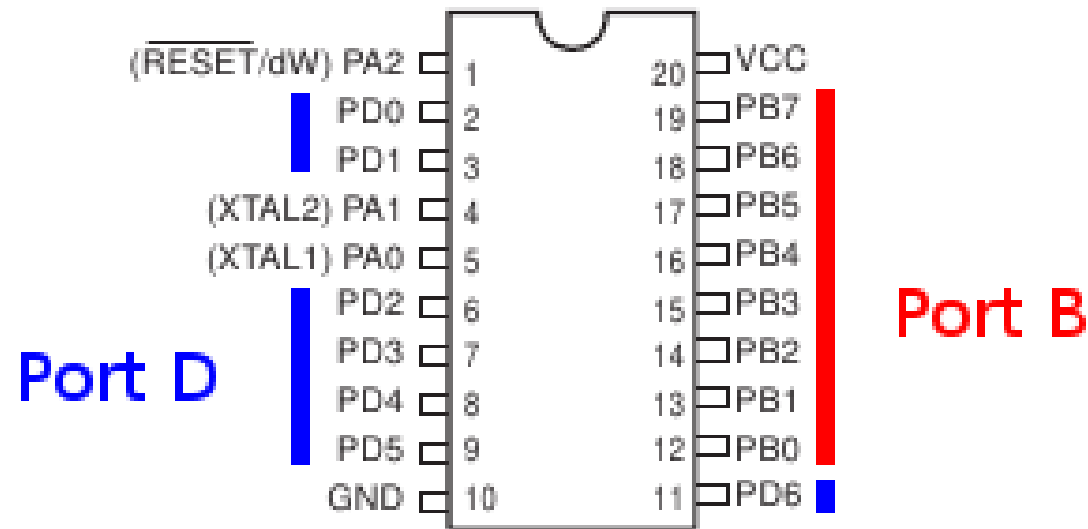 (RESET/dW) PA2 1 20 VCC
PD0 2 19 PB7
PD1 3 18 PB6
(XTAL2) PA1 4 17 PB5
(XTAL1) PA0 5 16 PB4
PD2 6 15 PB3
Port B
PD3 7 14 PB2
Port D
PD4 8 13 PB1
PD5 9 12 PB0
GND 10 11 PD6